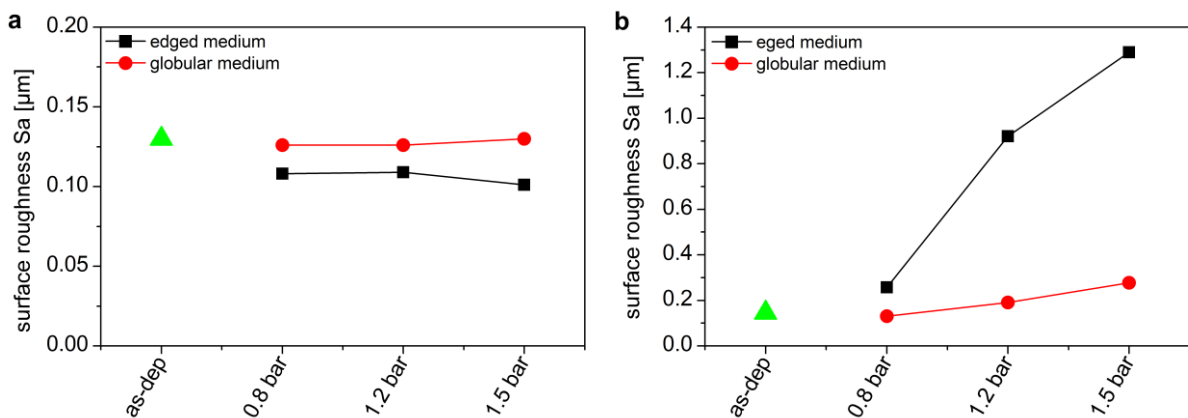 a
0.20
0.15
0.10
0.05
0.00
surface roughness Sa [µm]
edged medium
globular medium
as-dep
0.8 bar
1.2 bar
1.5 bar
b
1.4
1.2
1.0
0.8
0.6
0.4
0.2
0.0
surface roughness Sa [µm]
eged medium
globular medium
as-dep
0.8 bar
1.2 bar
1.5 bar